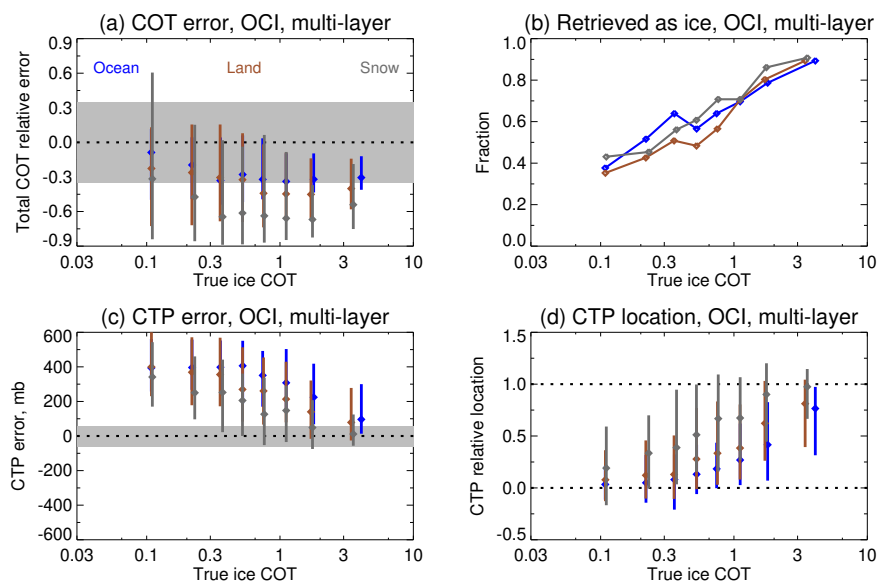 (a) COT error, OCI, multi-layer
Total COT relative error
0.9
0.6
0.3
0.0
-0.3
-0.6
-0.9
Ocean Land Snow
0.03 0.1 0.3 1 3 10
True ice COT
(b) Retrieved as ice, OCI, multi-layer
Fraction
1.0
0.8
0.6
0.4
0.2
0.0
0.03 0.1 0.3 1 3 10
True ice COT
(c) CTP error, OCI, multi-layer
CTP error, mb
600
400
200
0
-200
-400
-600
0.03 0.1 0.3 1 3 10
True ice COT
(d) CTP location, OCI, multi-layer
CTP relative location
1.5
1.0
0.5
0.0
-0.5
0.03 0.1 0.3 1 3 10
True ice COT